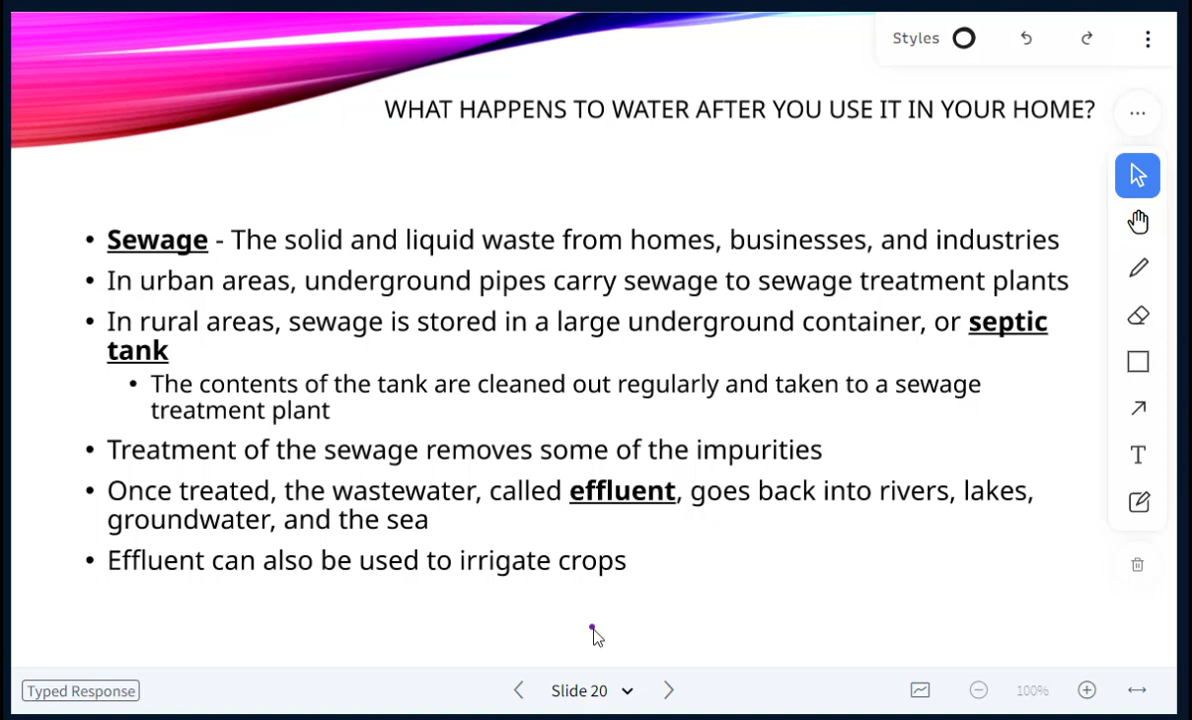 Styles
WHAT HAPPENS TO WATER AFTER YOU USE IT IN YOUR HOME?
• Sewage - The solid and liquid waste from homes, businesses, and industries
• In urban areas, underground pipes carry sewage to sewage treatment plants
• In rural areas, sewage is stored in a large underground container, or septic
tank
• The contents of the tank are cleaned out regularly and taken to a sewage
treatment plant
• Treatment of the sewage removes some of the impurities
• Once treated, the wastewater, called effluent, goes back into rivers, lakes,
groundwater, and the sea
• Effluent can also be used to irrigate crops
Typed Response
Slide 20
100%